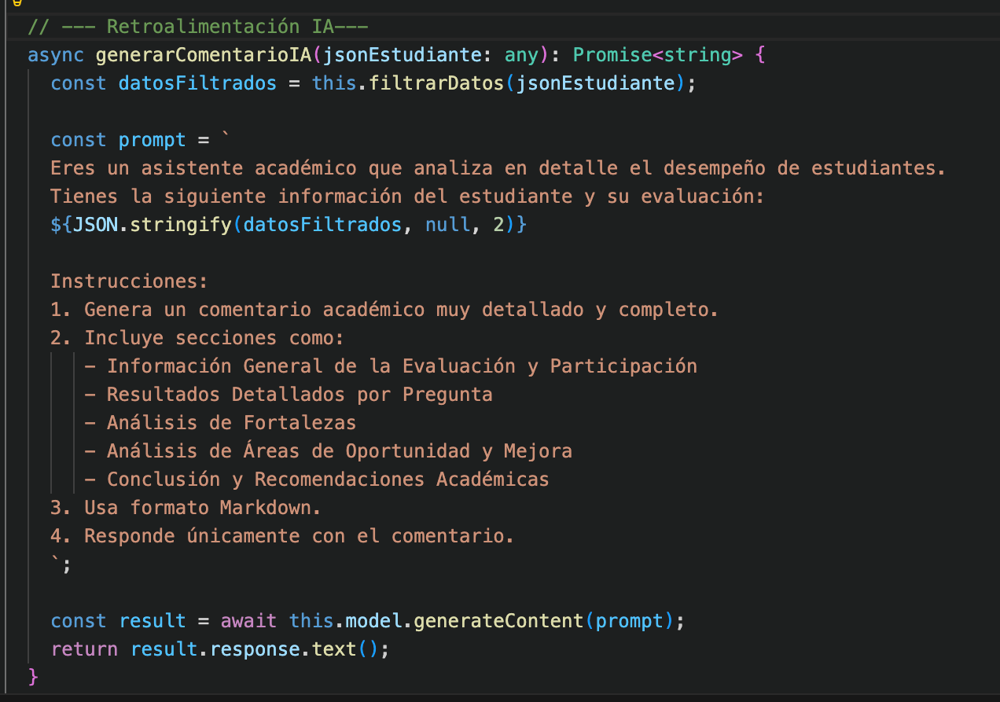 // --- Retroalimentación IA---
async generarComentarioIA(jsonEstudiante: any): Promise<string> {
const datosFiltrados = this.filtrarDatos(jsonEstudiante);
const prompt = `
Eres un asistente académico que analiza en detalle el desempeño de estudiantes.
Tienes la siguiente información del estudiante y su evaluación:
${JSON.stringify(datosFiltrados, null, 2)}
Instrucciones:
1. Genera un comentario académico muy detallado y completo.
2. Incluye secciones como:
- Información General de la Evaluación y Participación
- Resultados Detallados por Pregunta
- Análisis de Fortalezas
- Análisis de Áreas de Oportunidad y Mejora
- Conclusión y Recomendaciones Académicas
3. Usa formato Markdown.
4. Responde únicamente con el comentario.
`;
const result = await this.model.generateContent(prompt);
return result.response.text();
}